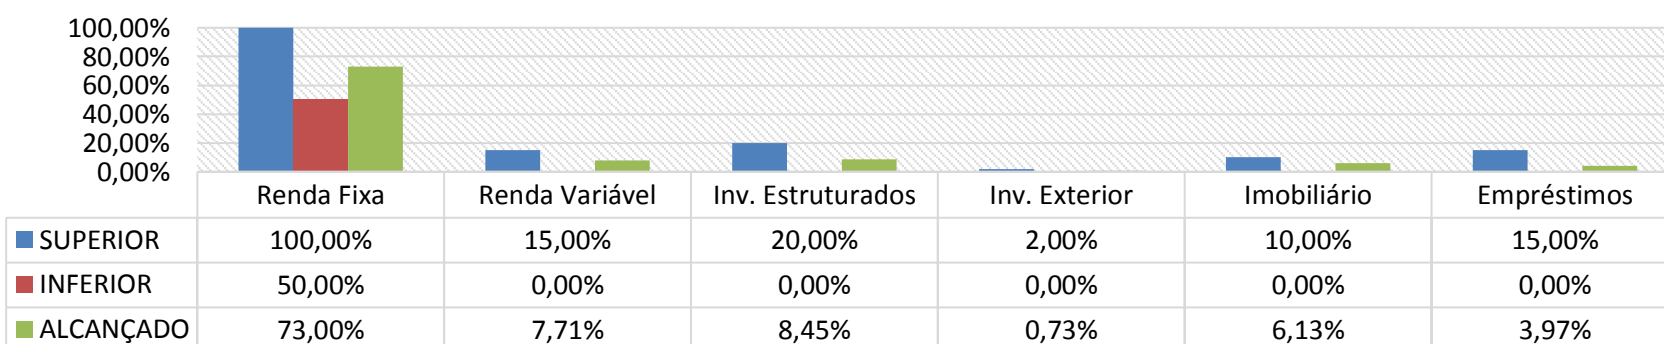 100,00%
80,00%
60,00%
40,00%
20,00%
0,00%
Renda Fixa Renda Variável Inv. Estruturados Inv. Exterior Imobiliário Empréstimos
SUPERIOR 100,00% 15,00% 20,00% 2,00% 10,00% 15,00%
INFERIOR 50,00% 0,00% 0,00% 0,00% 0,00% 0,00%
ALCANÇADO 73,00% 7,71% 8,45% 0,73% 6,13% 3,97%